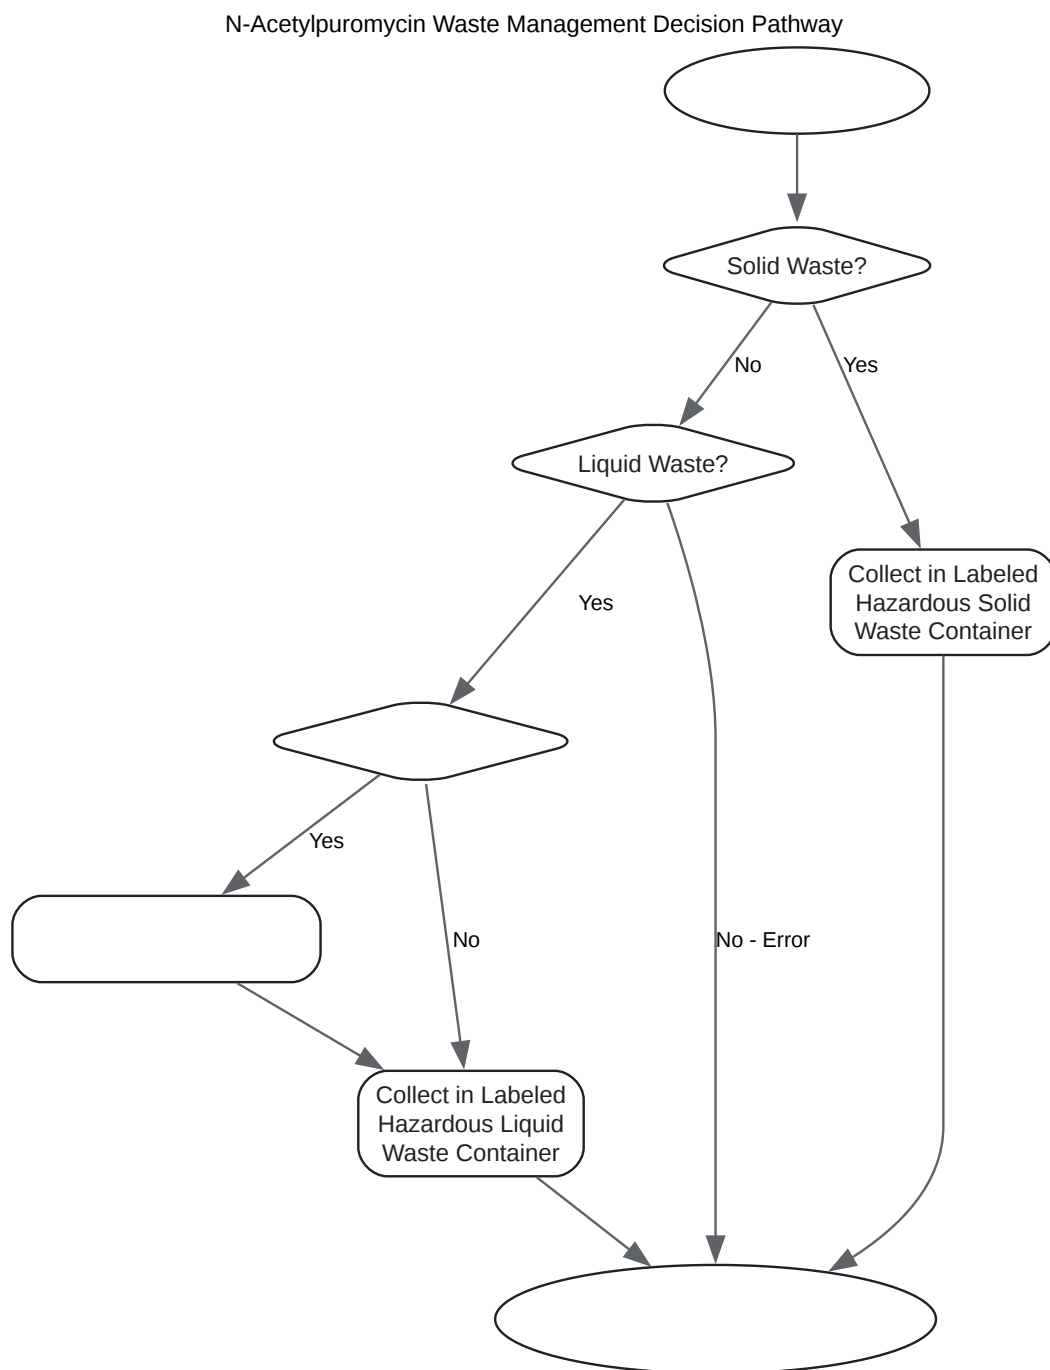 N-Acetylpuromycin Waste Management Decision Pathway
Solid Waste?
No
Yes
Liquid Waste?
Collect in Labeled
Hazardous Solid
Waste Container
Yes
Yes
No
No - Error
Collect in Labeled
Hazardous Liquid
Waste Container